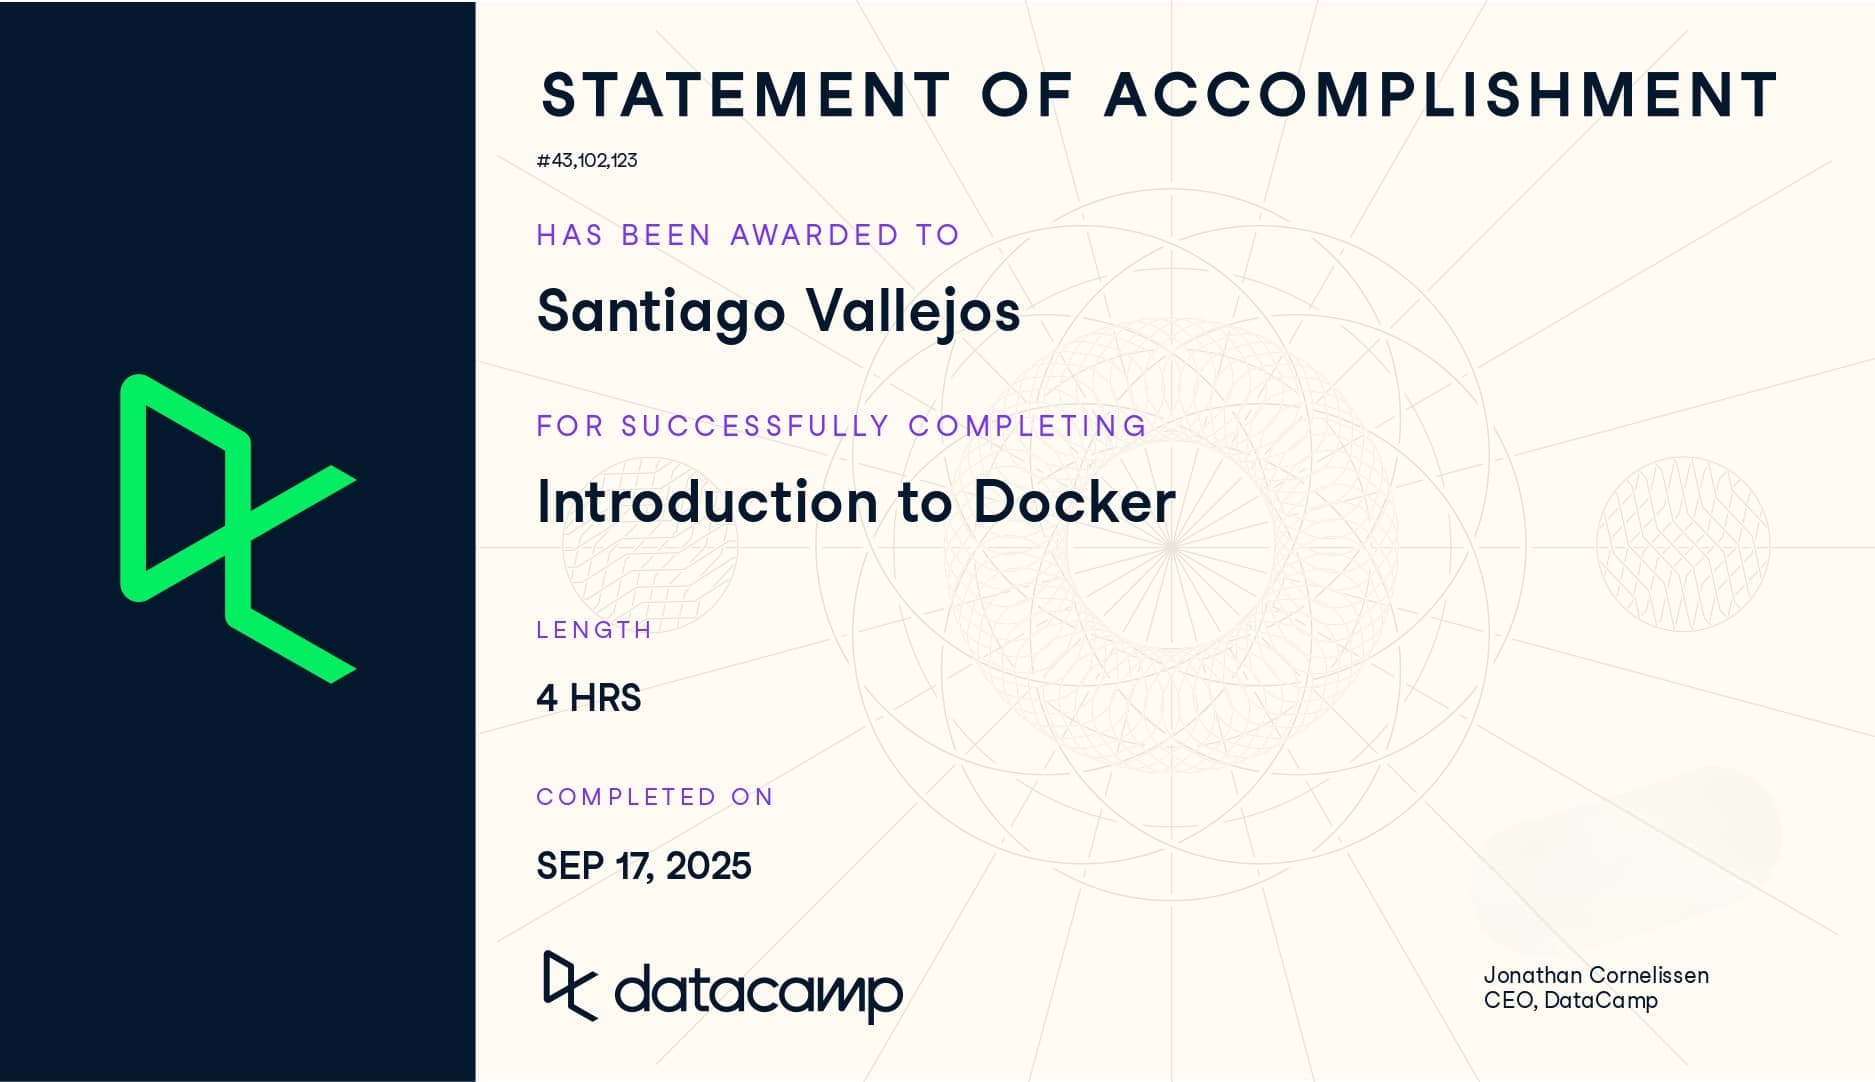 STATEMENT OF ACCOMPLISHMENT
#43,102,123
HAS BEEN AWARDED TO
Santiago Vallejos
FOR SUCCESSFULLY COMPLETING
Introduction to Docker
LENGTH
4 HRS
COMPLETED ON
SEP 17, 2025
datacamp
Jonathan Cornelissen
CEO, DataCamp